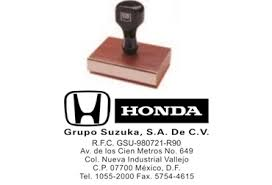 HONDA
Grupo Suzuka, S.A. De C.V.
R.F.C. GSU-980721-R90
Av. de los Cien Metros No. 649
Col. Nueva Industrial Vallejo
C.P. 07700 México, D.F.
Tel. 1055-2000 Fax. 5754-4615